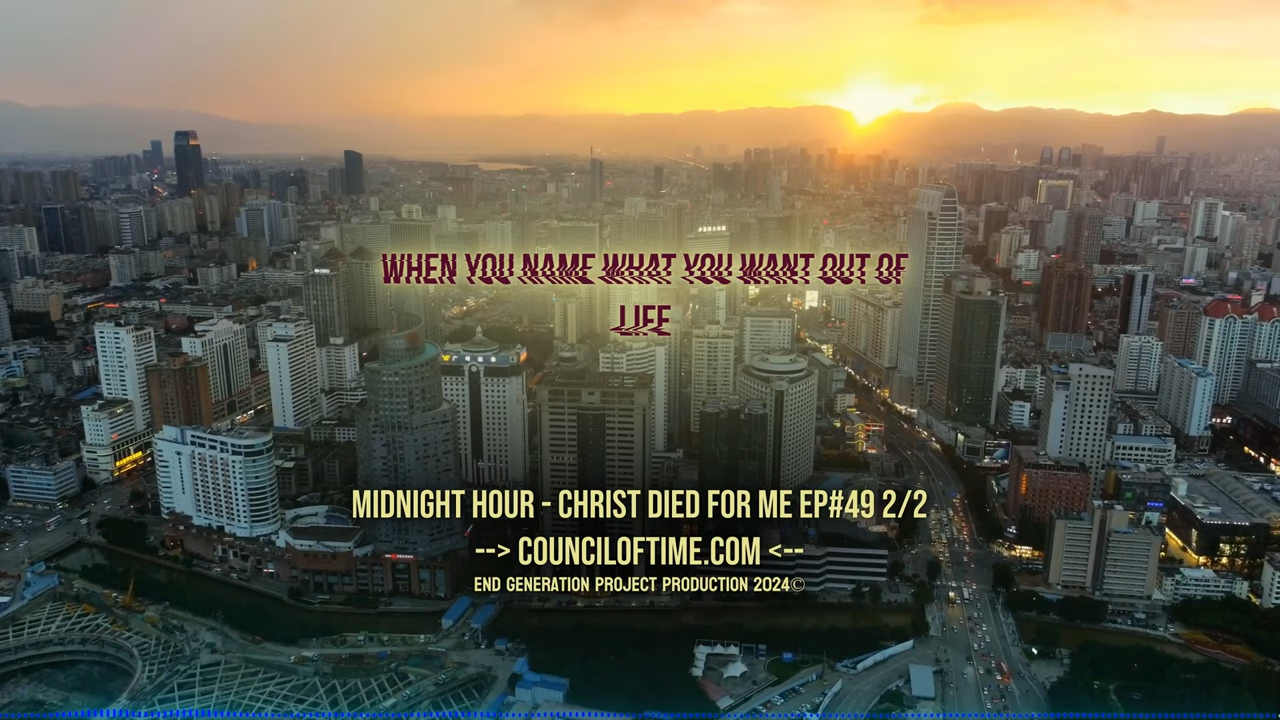 WHEN YOU NAME WHAT YOU WANT OUT OF
LIFE
MIDNIGHT HOUR - CHRIST DIED FOR ME EP#49 2/2
--> COUNCILOFTIME.COM <--
END GENERATION PROJECT PRODUCTION 2024©